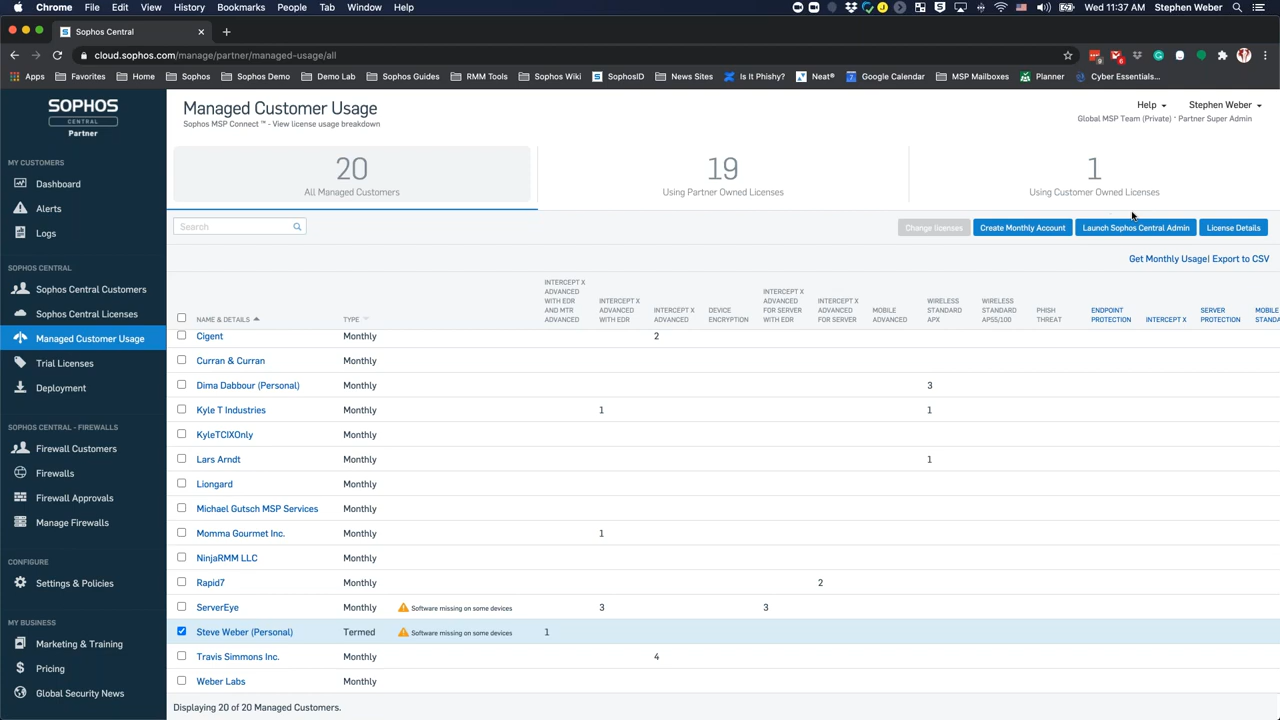 Chrome File Edit View History Bookmarks People Tab Window Help Wed 11:37 AM Stephen Weber
Sophos Central
cloud.sophos.com/manage/partner/managed-usage/all
Apps Favorites Home Sophos Sophos Demo Demo Lab Sophos Guides RMM Tools Sophos Wiki SophosID News Sites Is It Phishy? Neat® Google Calendar MSP Mailboxes Planner Cyber Essentials...
SOPHOS
CENTRAL
Partner
MY CUSTOMERS
Dashboard
Alerts
Logs
SOPHOS CENTRAL
Sophos Central Customers
Sophos Central Licenses
Managed Customer Usage
Trial Licenses
Deployment
SOPHOS CENTRAL - FIREWALLS
Firewall Customers
Firewalls
Firewall Approvals
Manage Firewalls
CONFIGURE
Settings & Policies
MY BUSINESS
Marketing & Training
Pricing
Global Security News
Managed Customer Usage
Sophos MSP Connect ™ - View license usage breakdown
Help Stephen Weber
Global MSP Team (Private) · Partner Super Admin
20
All Managed Customers
19
Using Partner Owned Licenses
1
Using Customer Owned Licenses
Search
Change licenses Create Monthly Account Launch Sophos Central Admin License Details
Get Monthly Usage| Export to CSV
NAME & DETAILS TYPE
INTERCEPT X ADVANCED WITH EDR AND MTR ADVANCED
INTERCEPT X ADVANCED WITH EDR
INTERCEPT X ADVANCED
DEVICE ENCRYPTION
INTERCEPT X ADVANCED FOR SERVER WITH EDR
INTERCEPT X ADVANCED FOR SERVER
MOBILE ADVANCED
WIRELESS STANDARD APX
WIRELESS STANDARD AP55/100
PHISH THREAT
ENDPOINT PROTECTION
INTERCEPT X
SERVER PROTECTION
MOBILE STANDA
Cigent Monthly 2
Curran & Curran Monthly
Dima Dabbour (Personal) Monthly 3
Kyle T Industries Monthly 1 1
KyleTCIXOnly Monthly
Lars Arndt Monthly 1
Liongard Monthly
Michael Gutsch MSP Services Monthly
Momma Gourmet Inc. Monthly 1
NinjaRMM LLC Monthly
Rapid7 Monthly 2
ServerEye Monthly Software missing on some devices 3 3
Steve Weber (Personal) Termed Software missing on some devices 1
Travis Simmons Inc. Monthly 4
Weber Labs Monthly
Displaying 20 of 20 Managed Customers.